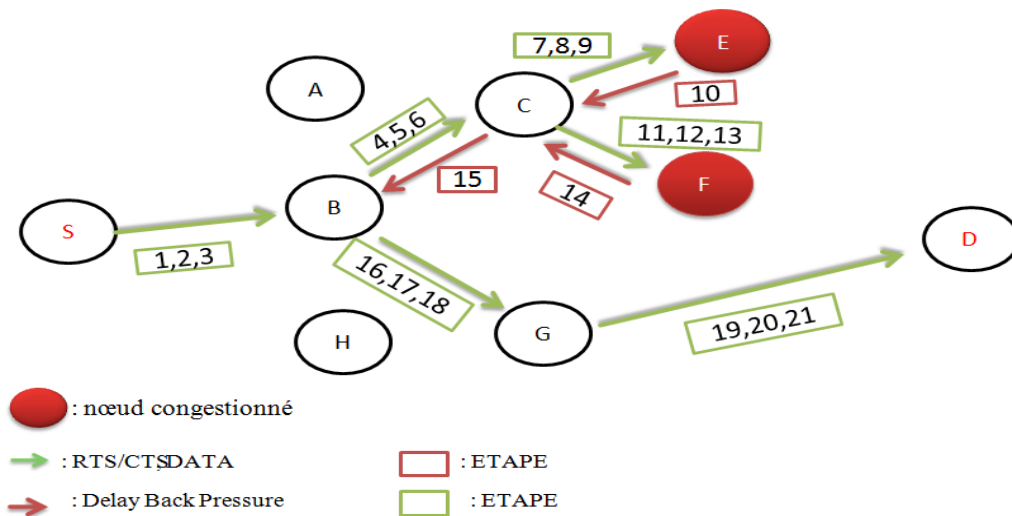 7,8,9
E
A
10
C
4,5,6
11,12,13
15
14
F
B
S
D
1,2,3
16,17,18
19,20,21
H
G
: nœud congestionné
: RTS/CTS,DATA
: ETAPE
: Delay Back Pressure
: ETAPE